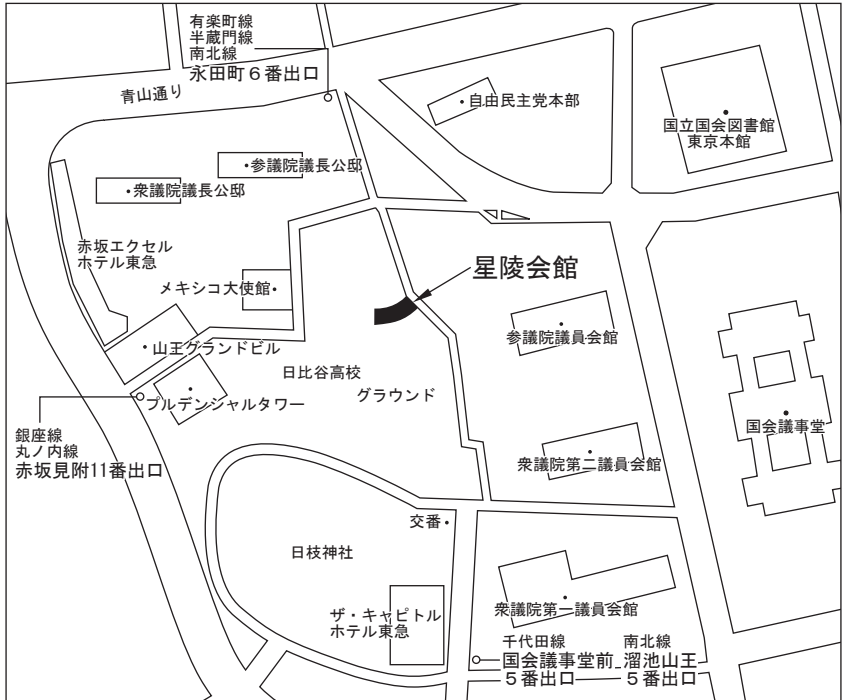 有楽町線
半蔵門線
南北線
永田町６番出口
青山通り
・自由民主党本部
国立国会図書館
東京本館
・参議院議長公邸
・衆議院議長公邸
赤坂エクセル
ホテル東急
メキシコ大使館・
星陵会館
・山王グランドビル
参議院議員会館
日比谷高校
グラウンド
プルデンシャルタワー
国会議事堂
銀座線
丸ノ内線
赤坂見附11番出口
衆議院第二議員会館
交番・
日枝神社
ザ・キャピトル
ホテル東急
衆議院第一議員会館
千代田線
国会議事堂前
５番出口
南北線
溜池山王
５番出口